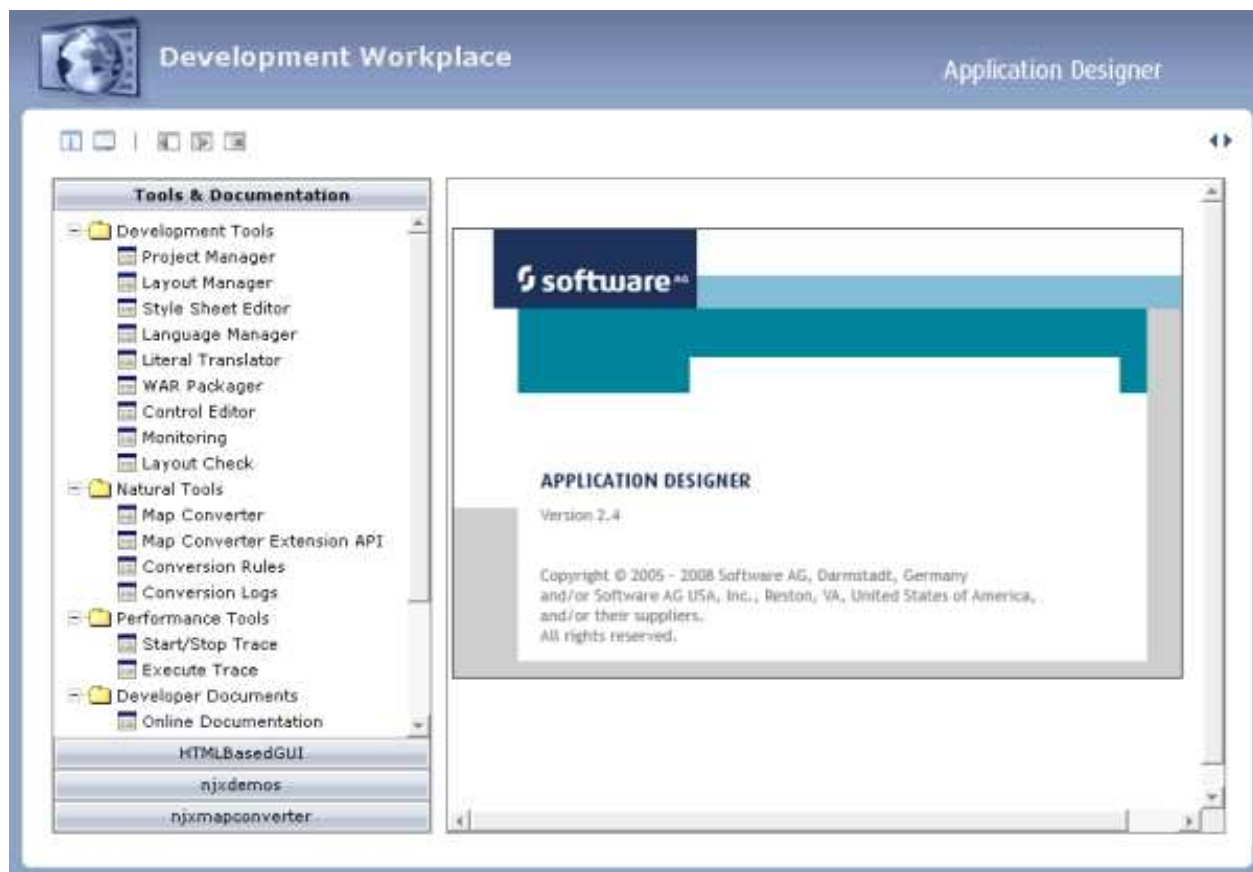 Development Workplace
Application Designer
Tools & Documentation
Development Tools
Project Manager
Layout Manager
Style Sheet Editor
Language Manager
Literal Translator
WAR Packager
Control Editor
Monitoring
Layout Check
Natural Tools
Map Converter
Map Converter Extension API
Conversion Rules
Conversion Logs
Performance Tools
Start/Stop Trace
Execute Trace
Developer Documents
Online Documentation
HTMLBasedGUI
njxdemos
njxmapconverter
software AG
APPLICATION DESIGNER
Version 2.4
Copyright © 2005 - 2008 Software AG, Darmstadt, Germany
and/or Software AG USA, Inc., Reston, VA, United States of America,
and/or their suppliers.
All rights reserved.